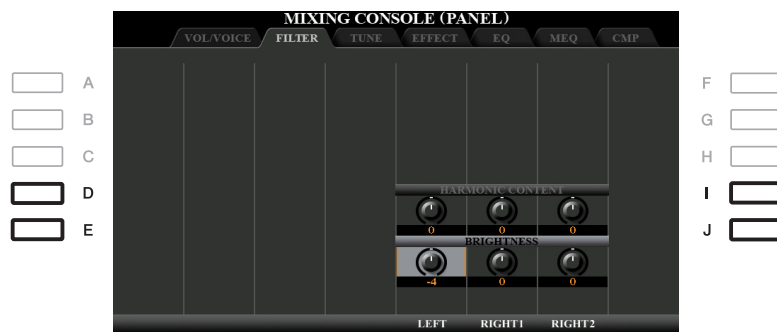 MIXING CONSOLE (PANEL)
VOL/VOICE FILTER TUNE EFFECT EQ MEQ CMP
A F
B G
C H
D I
E J
HARMONIC CONTENT
0 0 0
BRIGHTNESS
-4 0 0
LEFT RIGHT1 RIGHT2